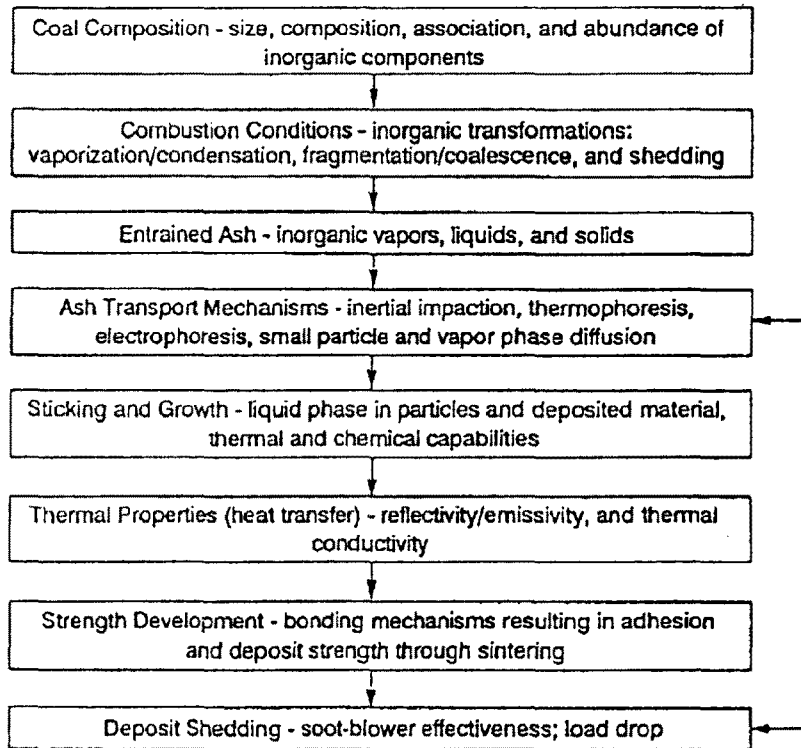 Coal Composition - size, composition, association, and abundance of
inorganic components
Combustion Conditions - inorganic transformations:
vaporization/condensation, fragmentation/coalescence, and shedding
Entrained Ash - inorganic vapors, liquids, and solids
Ash Transport Mechanisms - inertial impaction, thermophoresis,
electrophoresis, small particle and vapor phase diffusion
Sticking and Growth - liquid phase in particles and deposited material,
thermal and chemical capabilities
Thermal Properties (heat transfer) - reflectivity/emissivity, and thermal
conductivity
Strength Development - bonding mechanisms resulting in adhesion
and deposit strength through sintering
Deposit Shedding - soot-blower effectiveness; load drop